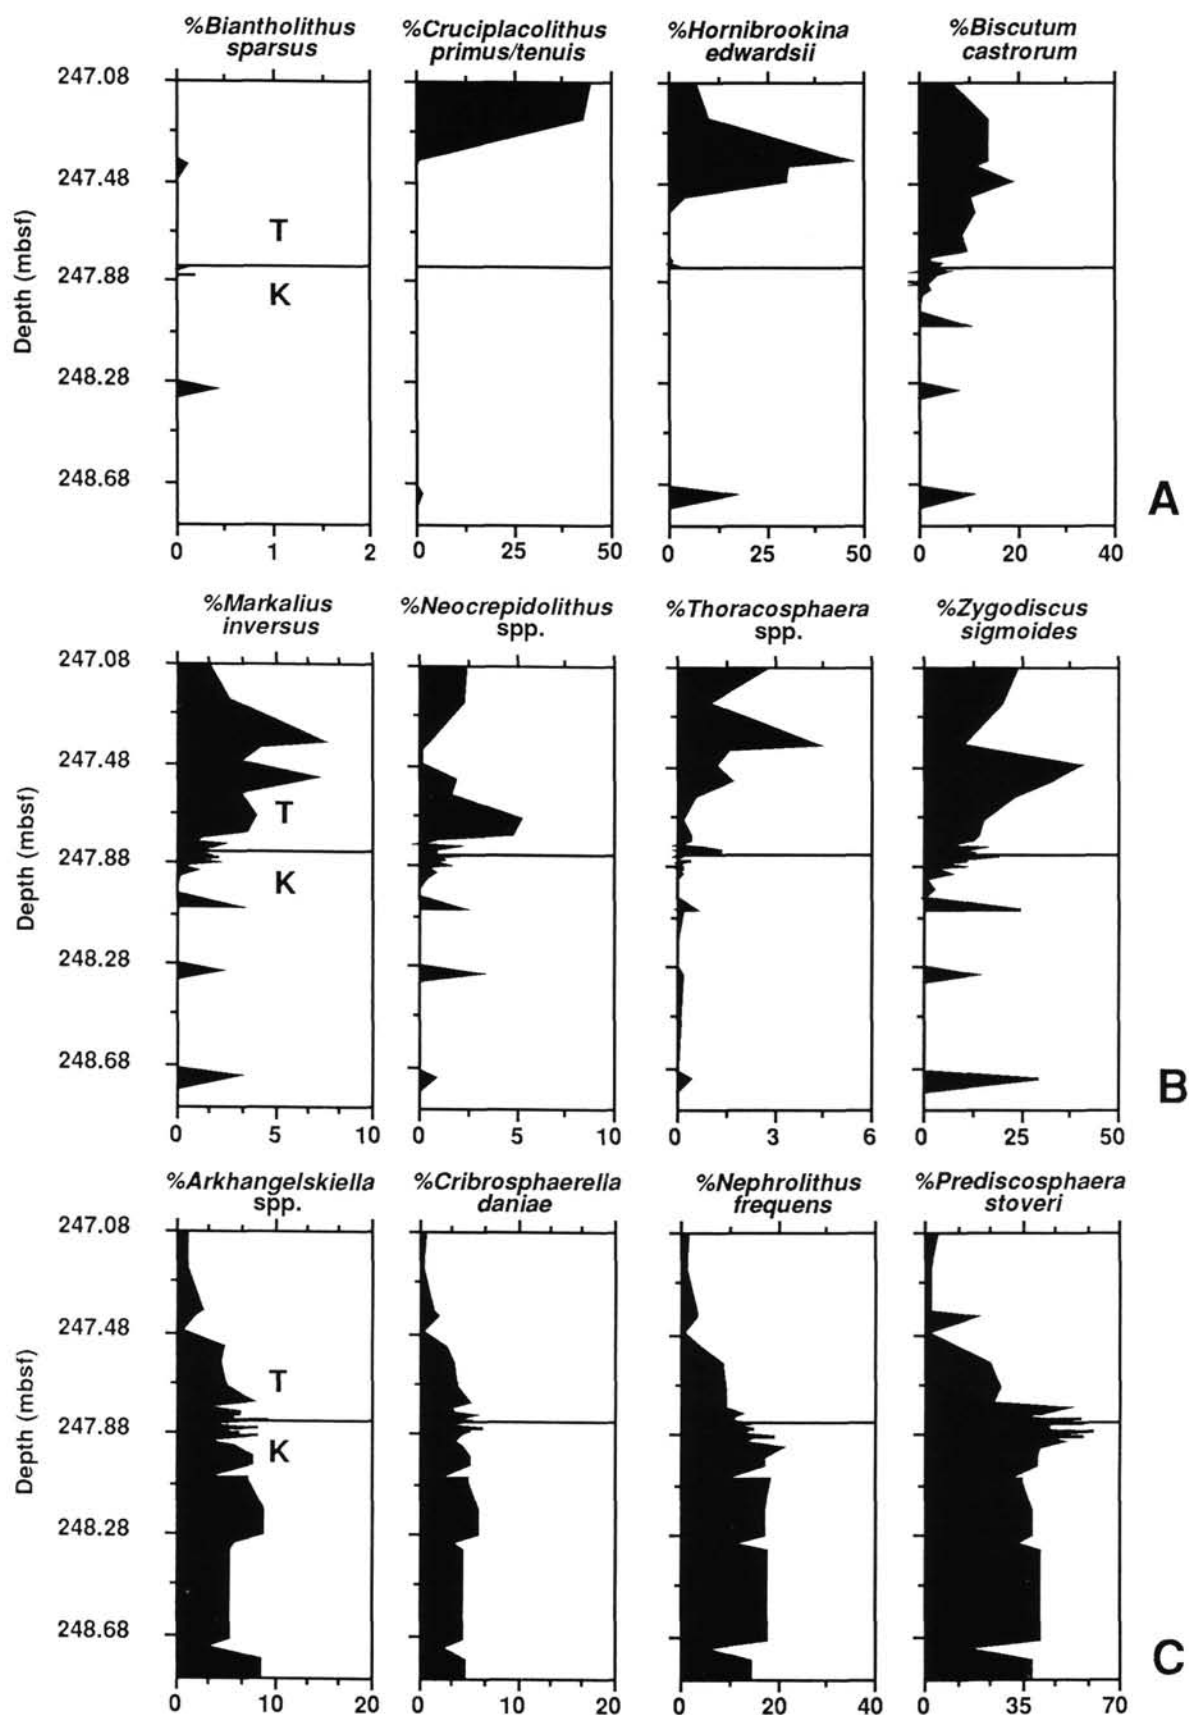 %Biantholithus sparsus
%Cruciplacolithus primus/tenuis
%Hornibrookina edwardsii
%Biscutum castrorum
247.08
247.48
247.88
248.28
248.68
Depth (mbsf)
T
K
A
0 1 2
0 25 50
0 25 50
0 20 40
%Markalius inversus
%Neocrepidolithus spp.
%Thoracosphaera spp.
%Zygodiscus sigmoides
247.08
247.48
247.88
248.28
248.68
Depth (mbsf)
T
K
B
0 5 10
0 5 10
0 3 6
0 25 50
%Arkhangelskiella spp.
%Cribrosphaerella daniae
%Nephrolithus frequens
%Prediscosphaera stoveri
247.08
247.48
247.88
248.28
248.68
Depth (mbsf)
T
K
C
0 10 20
0 10 20
0 20 40
0 35 70